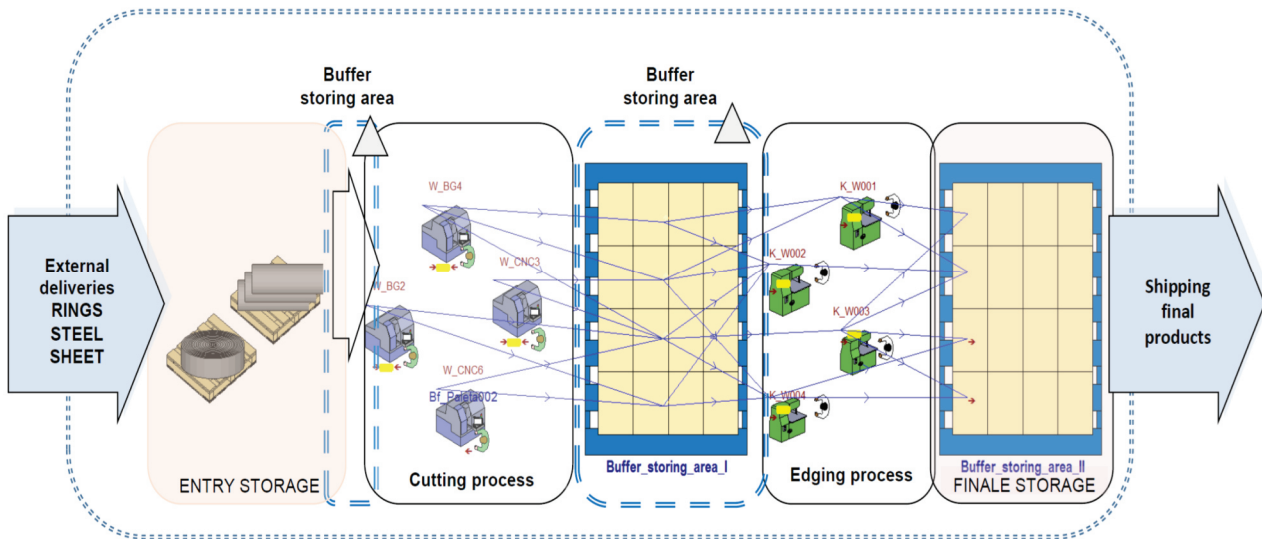 Buffer
storing area
Buffer
storing area
External
deliveries
RINGS
STEEL
SHEET
ENTRY STORAGE
W_BG4
W_CNC3
W_BG2
W_CNC6
Bf_Paleta002
Cutting process
Buffer_storing_area_I
K_W001
K_W002
K_W003
K_W004
Edging process
Buffer_storing_area_II
FINALE STORAGE
Shipping
final
products